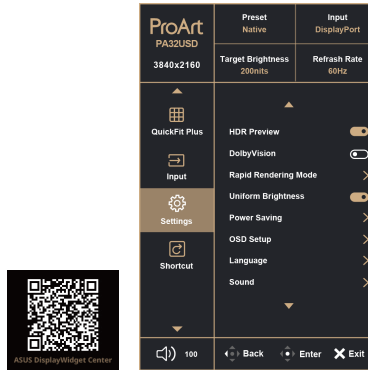 ProArt
PA32USD
3840x2160
Preset
Native
Input
DisplayPort
Target Brightness
200nits
Refrash Rate
60Hz
QuickFit Plus
Input
Settings
Shortcut
HDR Preview
DolbyVision
Rapid Rendering Mode
Uniform Brightness
Power Saving
OSD Setup
Language
Sound
100
Back
Enter
Exit
ASUS DisplayWidget Center